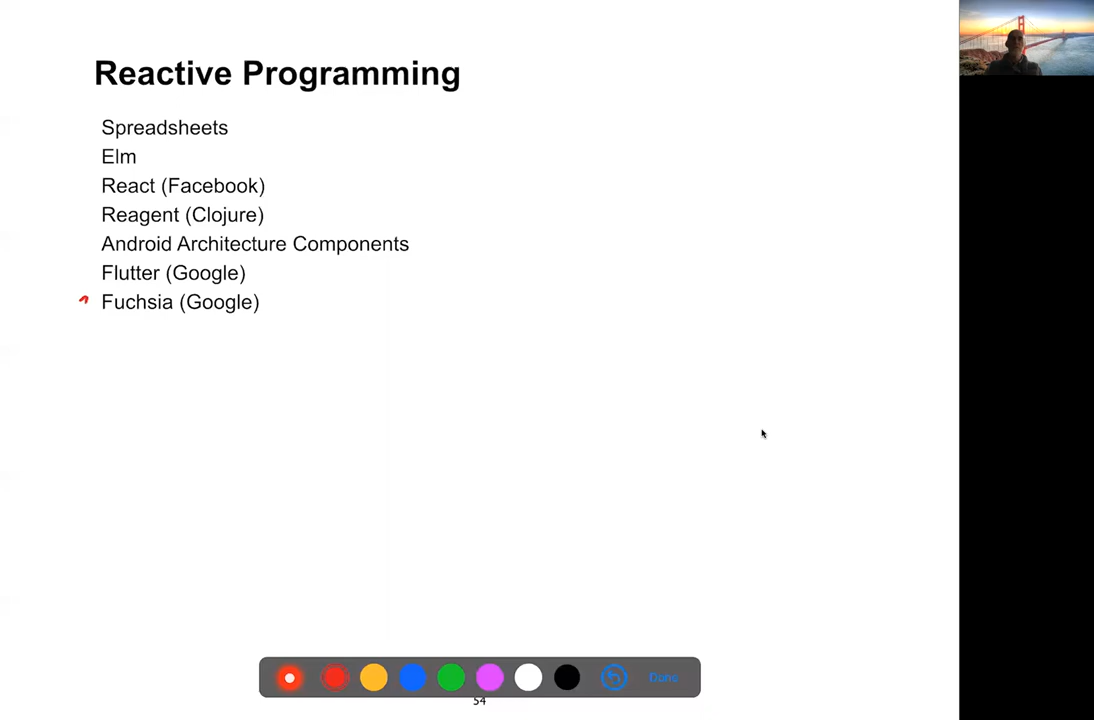 Reactive Programming
Spreadsheets
Elm
React (Facebook)
Reagent (Clojure)
Android Architecture Components
Flutter (Google)
Fuchsia (Google)
Done
54